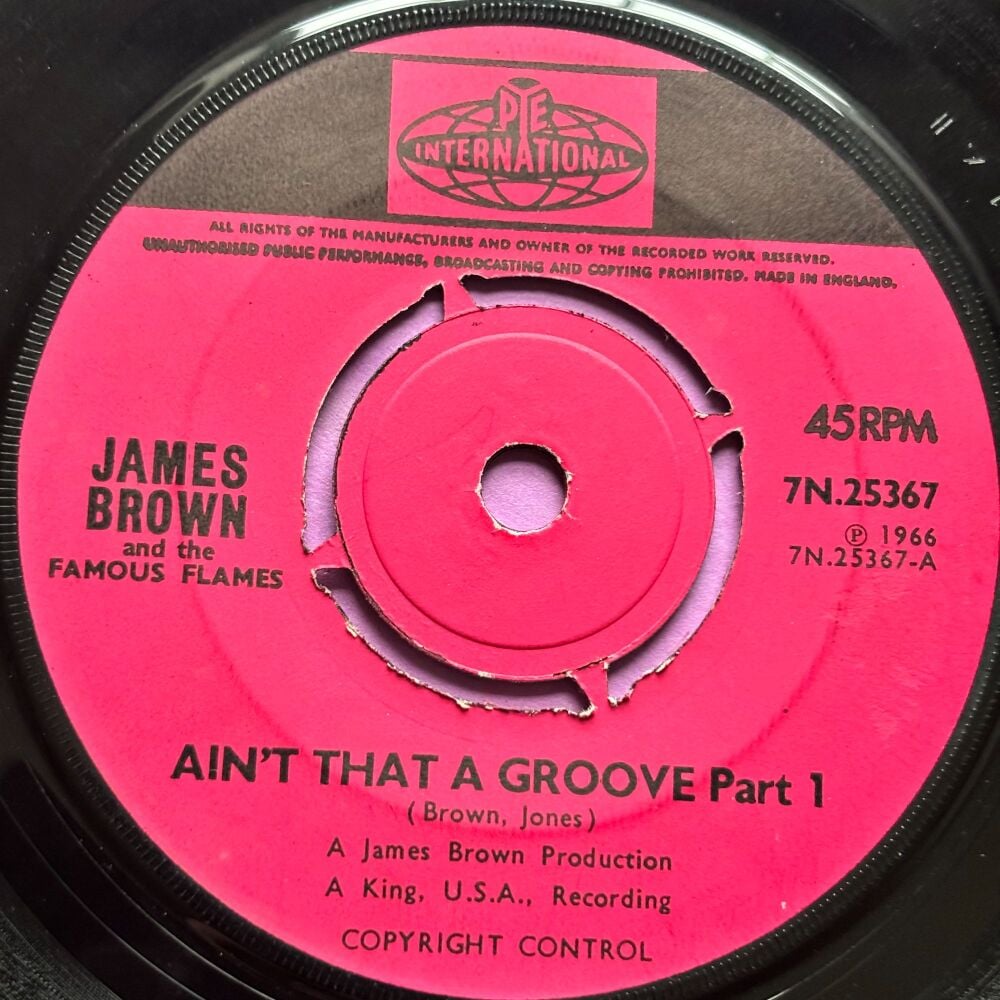 PYE
INTERNATIONAL
ALL RIGHTS OF THE MANUFACTURERS AND OWNER OF THE RECORDED WORK RESERVED.
UNAUTHORISED PUBLIC PERFORMANCE, BROADCASTING AND COPYING PROHIBITED. MADE IN ENGLAND.
45 RPM
7N.25367
Ⓟ 1966
7N.25367-A
JAMES
BROWN
and the
FAMOUS FLAMES
AIN'T THAT A GROOVE Part 1
(Brown, Jones)
A James Brown Production
A King, U.S.A., Recording
COPYRIGHT CONTROL